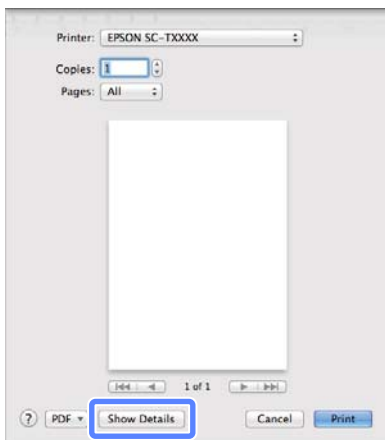 Printer: EPSON SC-TXXXX
Copies: 1
Pages: All
1 of 1
? PDF Show Details Cancel Print